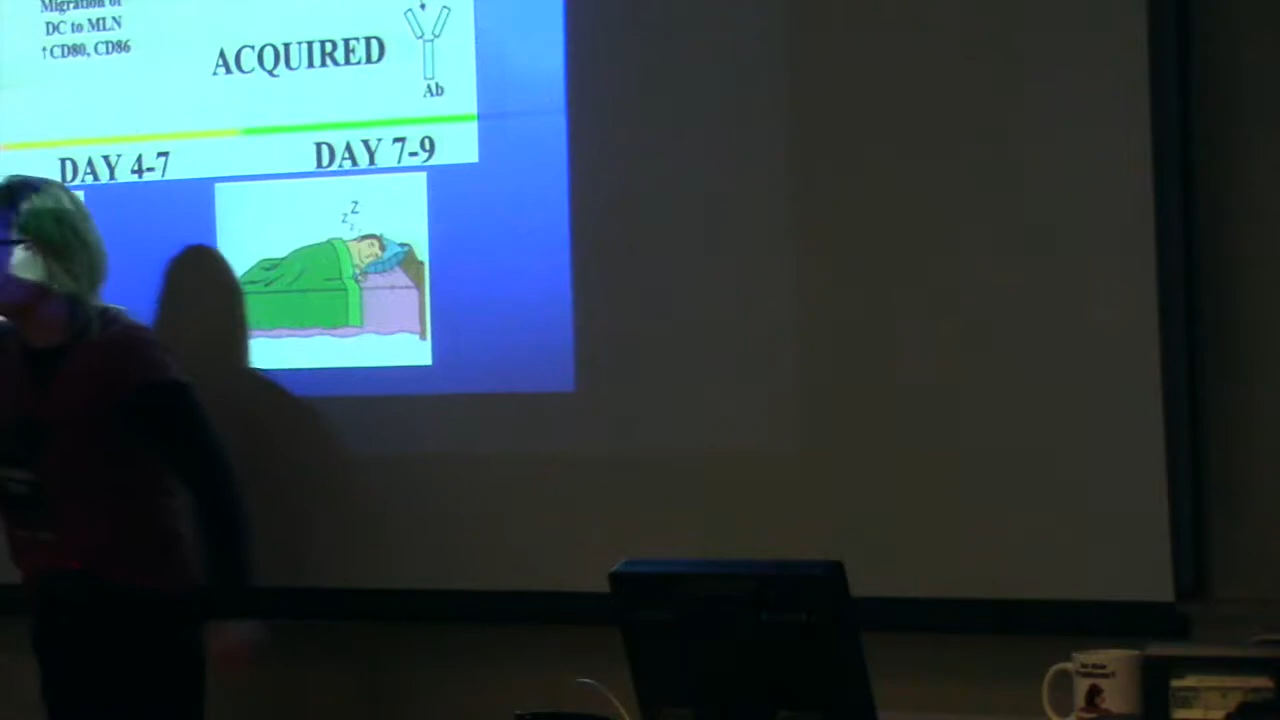 Migration of
DC to MLN
↑CD80, CD86
ACQUIRED
Ab
DAY 4-7
DAY 7-9
z Z
z